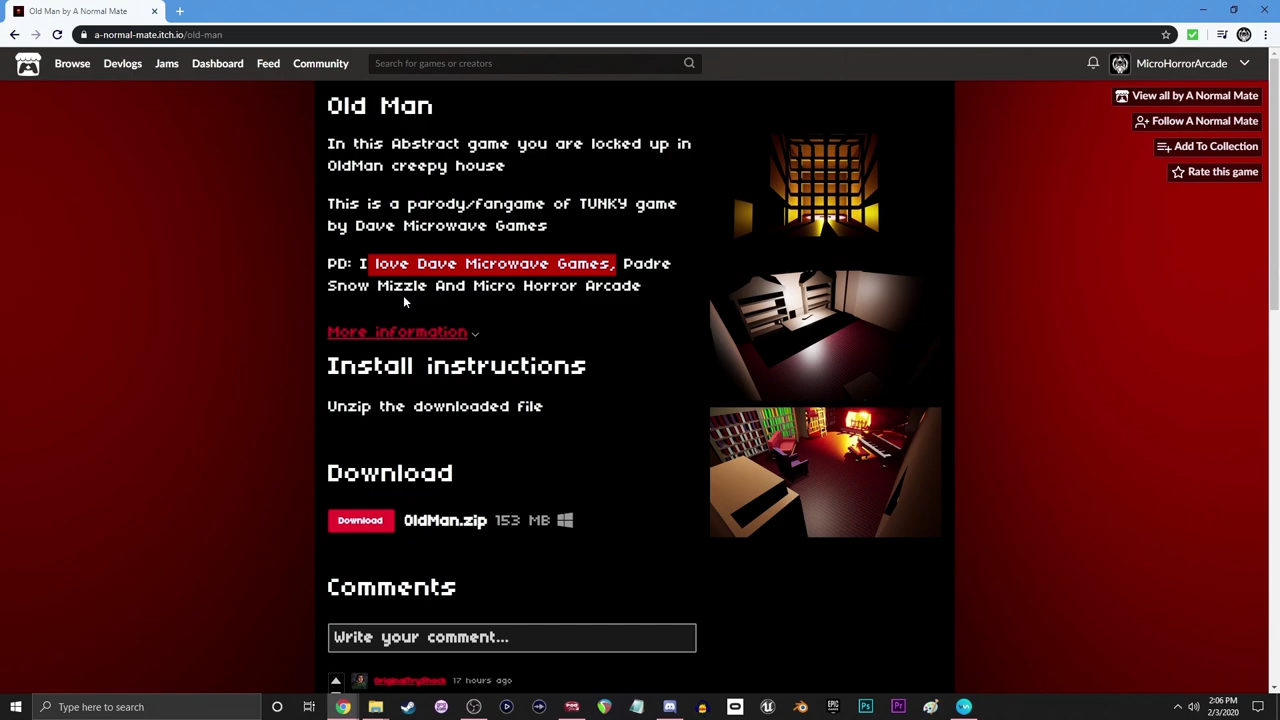 Old Man by A Normal Mate
a-normal-mate.itch.io/old-man
Browse Devlogs Jams Dashboard Feed Community Search for games or creators MicroHorrorArcade
View all by A Normal Mate
Follow A Normal Mate
Add To Collection
Rate this game
Old Man
In this Abstract game you are locked up in
OldMan creepy house
This is a parody/fangame of TUNKY game
by Dave Microwave Games
PD: I love Dave Microwave Games, Padre
Snow Mizzle And Micro Horror Arcade
More information
Install instructions
Unzip the downloaded file
Download
Download OldMan.zip 153 MB
Comments
Write your comment...
17 hours ago
Type here to search
2:06 PM
2/3/2020